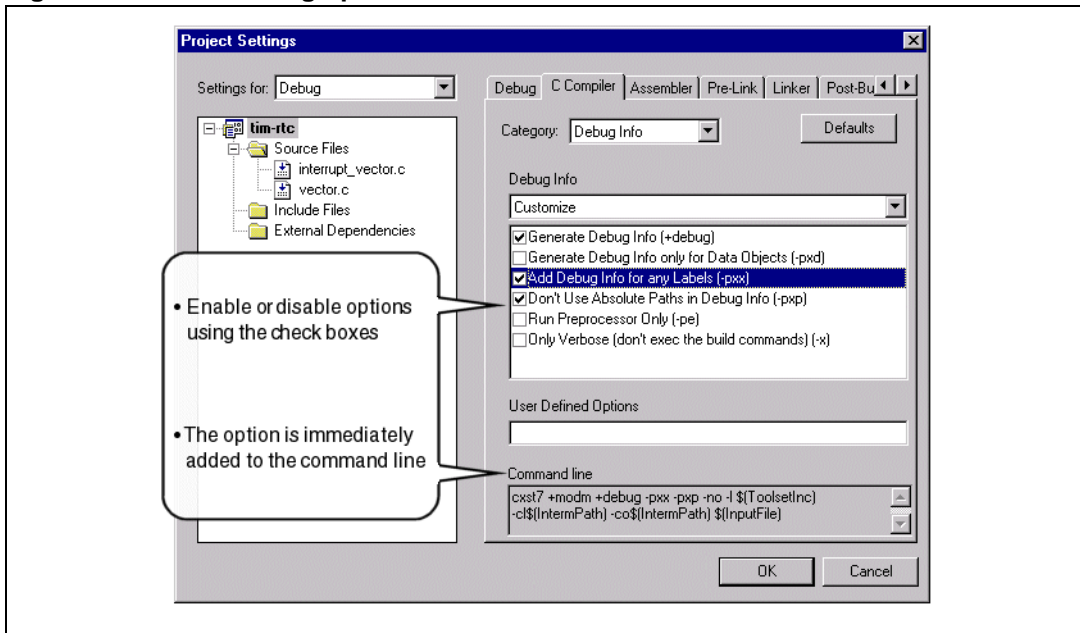 Project Settings
Settings for: Debug
tim-rtc
Source Files
interrupt_vector.c
vector.c
Include Files
External Dependencies
• Enable or disable options
using the check boxes
• The option is immediately
added to the command line
Debug C Compiler Assembler Pre-Link Linker Post-Bu
Category: Debug Info Defaults
Debug Info
Customize
Generate Debug Info (+debug)
Generate Debug Info only for Data Objects (-pxd)
Add Debug Info for any Labels (-pxx)
Don't Use Absolute Paths in Debug Info (-pxp)
Run Preprocessor Only (-pe)
Only Verbose (don't exec the build commands) (-x)
User Defined Options
Command line
cxst7 +modm +debug -pxx -pxp -no -l $(ToolsetInc)
-cl$(IntermPath) -co$(IntermPath) $(InputFile)
OK Cancel